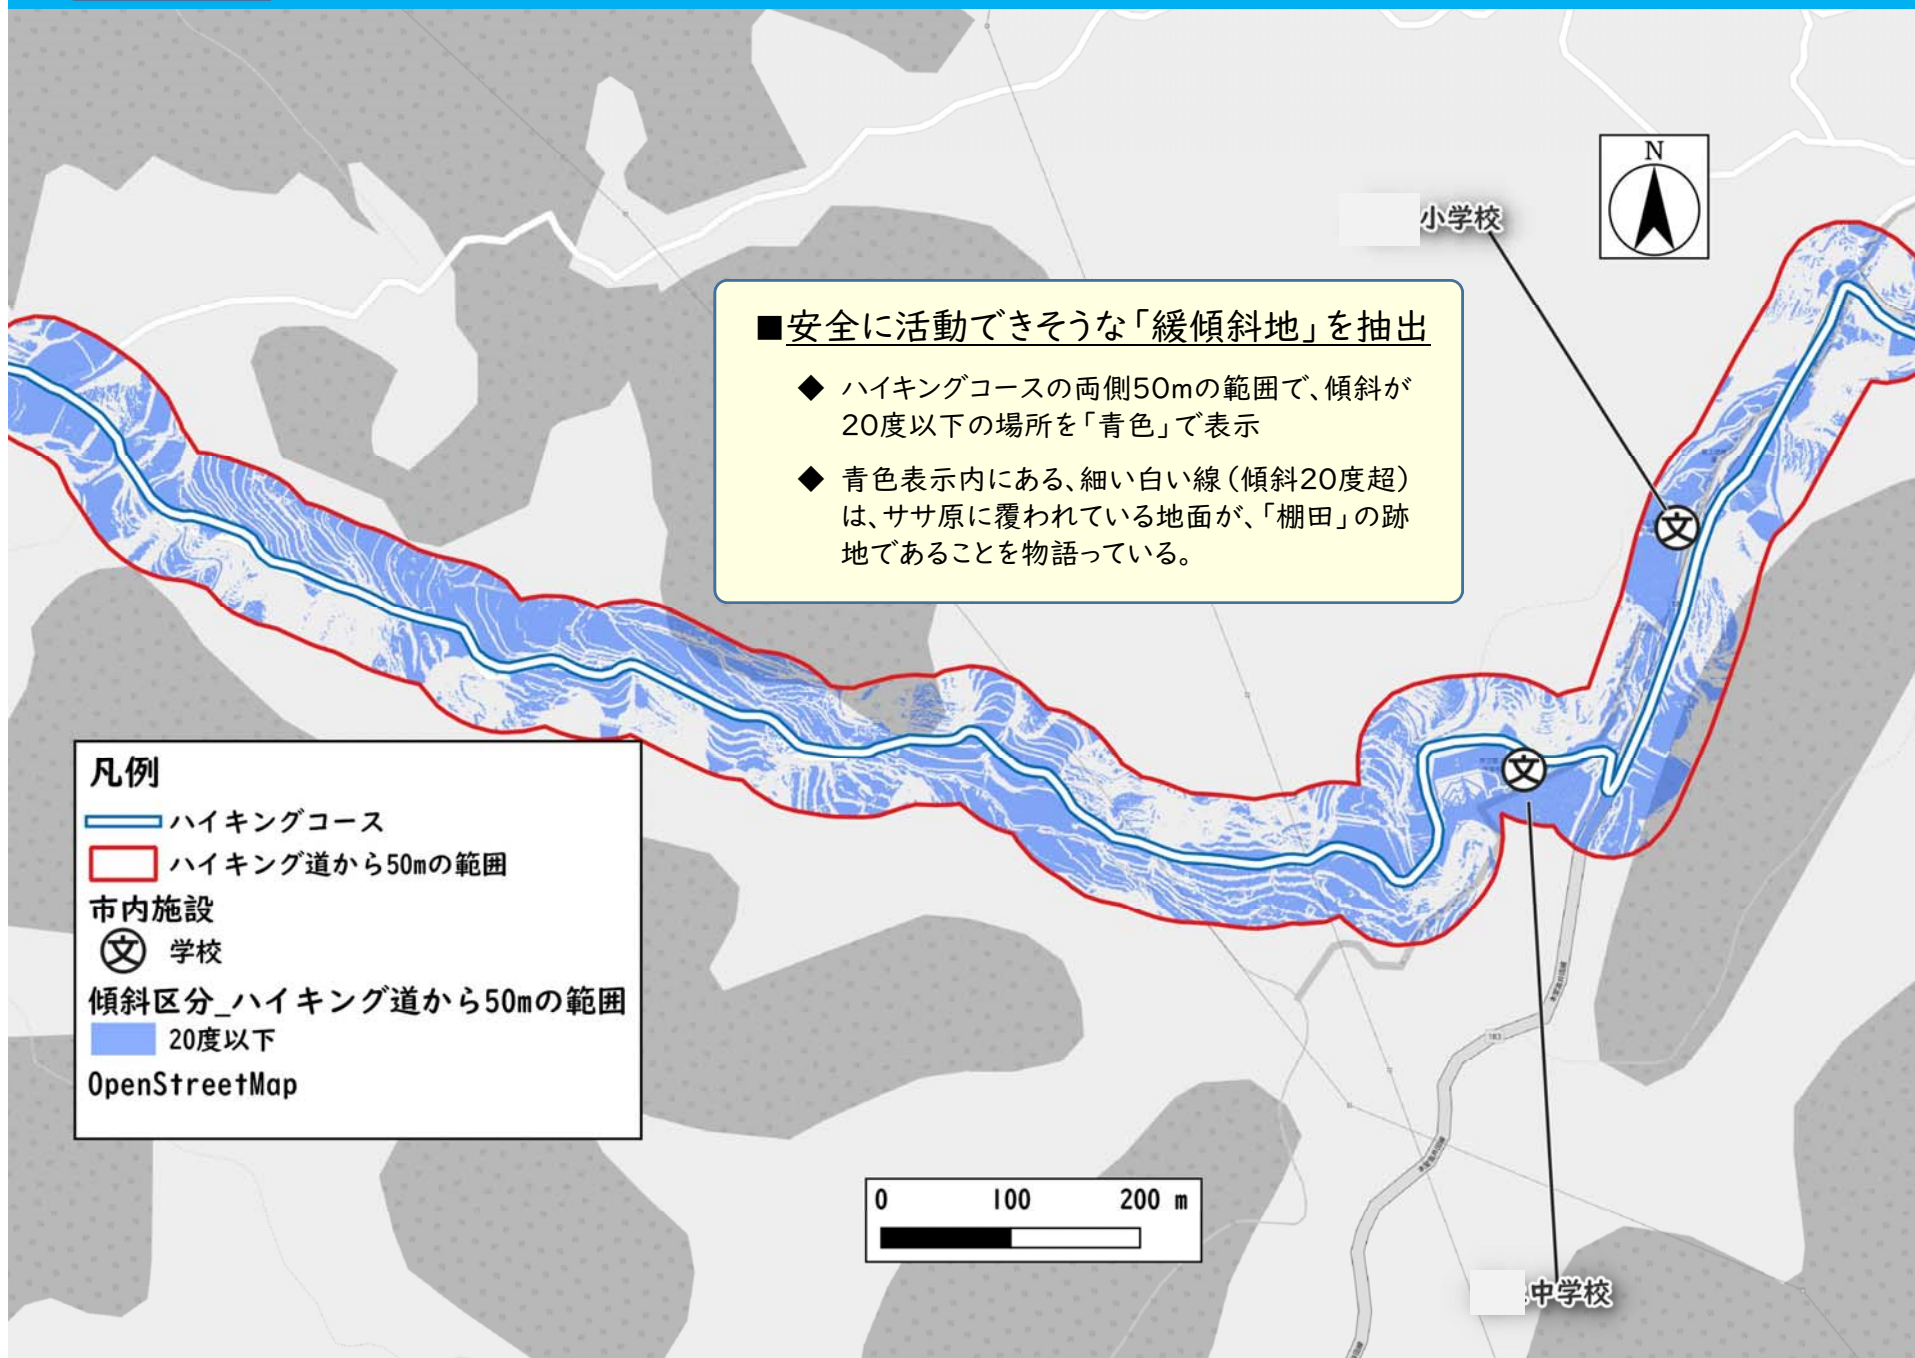 N
小学校
■安全に活動できそうな「緩傾斜地」を抽出
◆ ハイキングコースの両側50mの範囲で、傾斜が
20度以下の場所を「青色」で表示
◆ 青色表示内にある、細い白い線(傾斜20度超)
は、ササ原に覆われている地面が、「棚田」の跡
地であることを物語っている。
文
文
凡例
ハイキングコース
ハイキング道から50mの範囲
市内施設
文 学校
傾斜区分_ハイキング道から50mの範囲
20度以下
OpenStreetMap
183
0 100 200 m
中学校